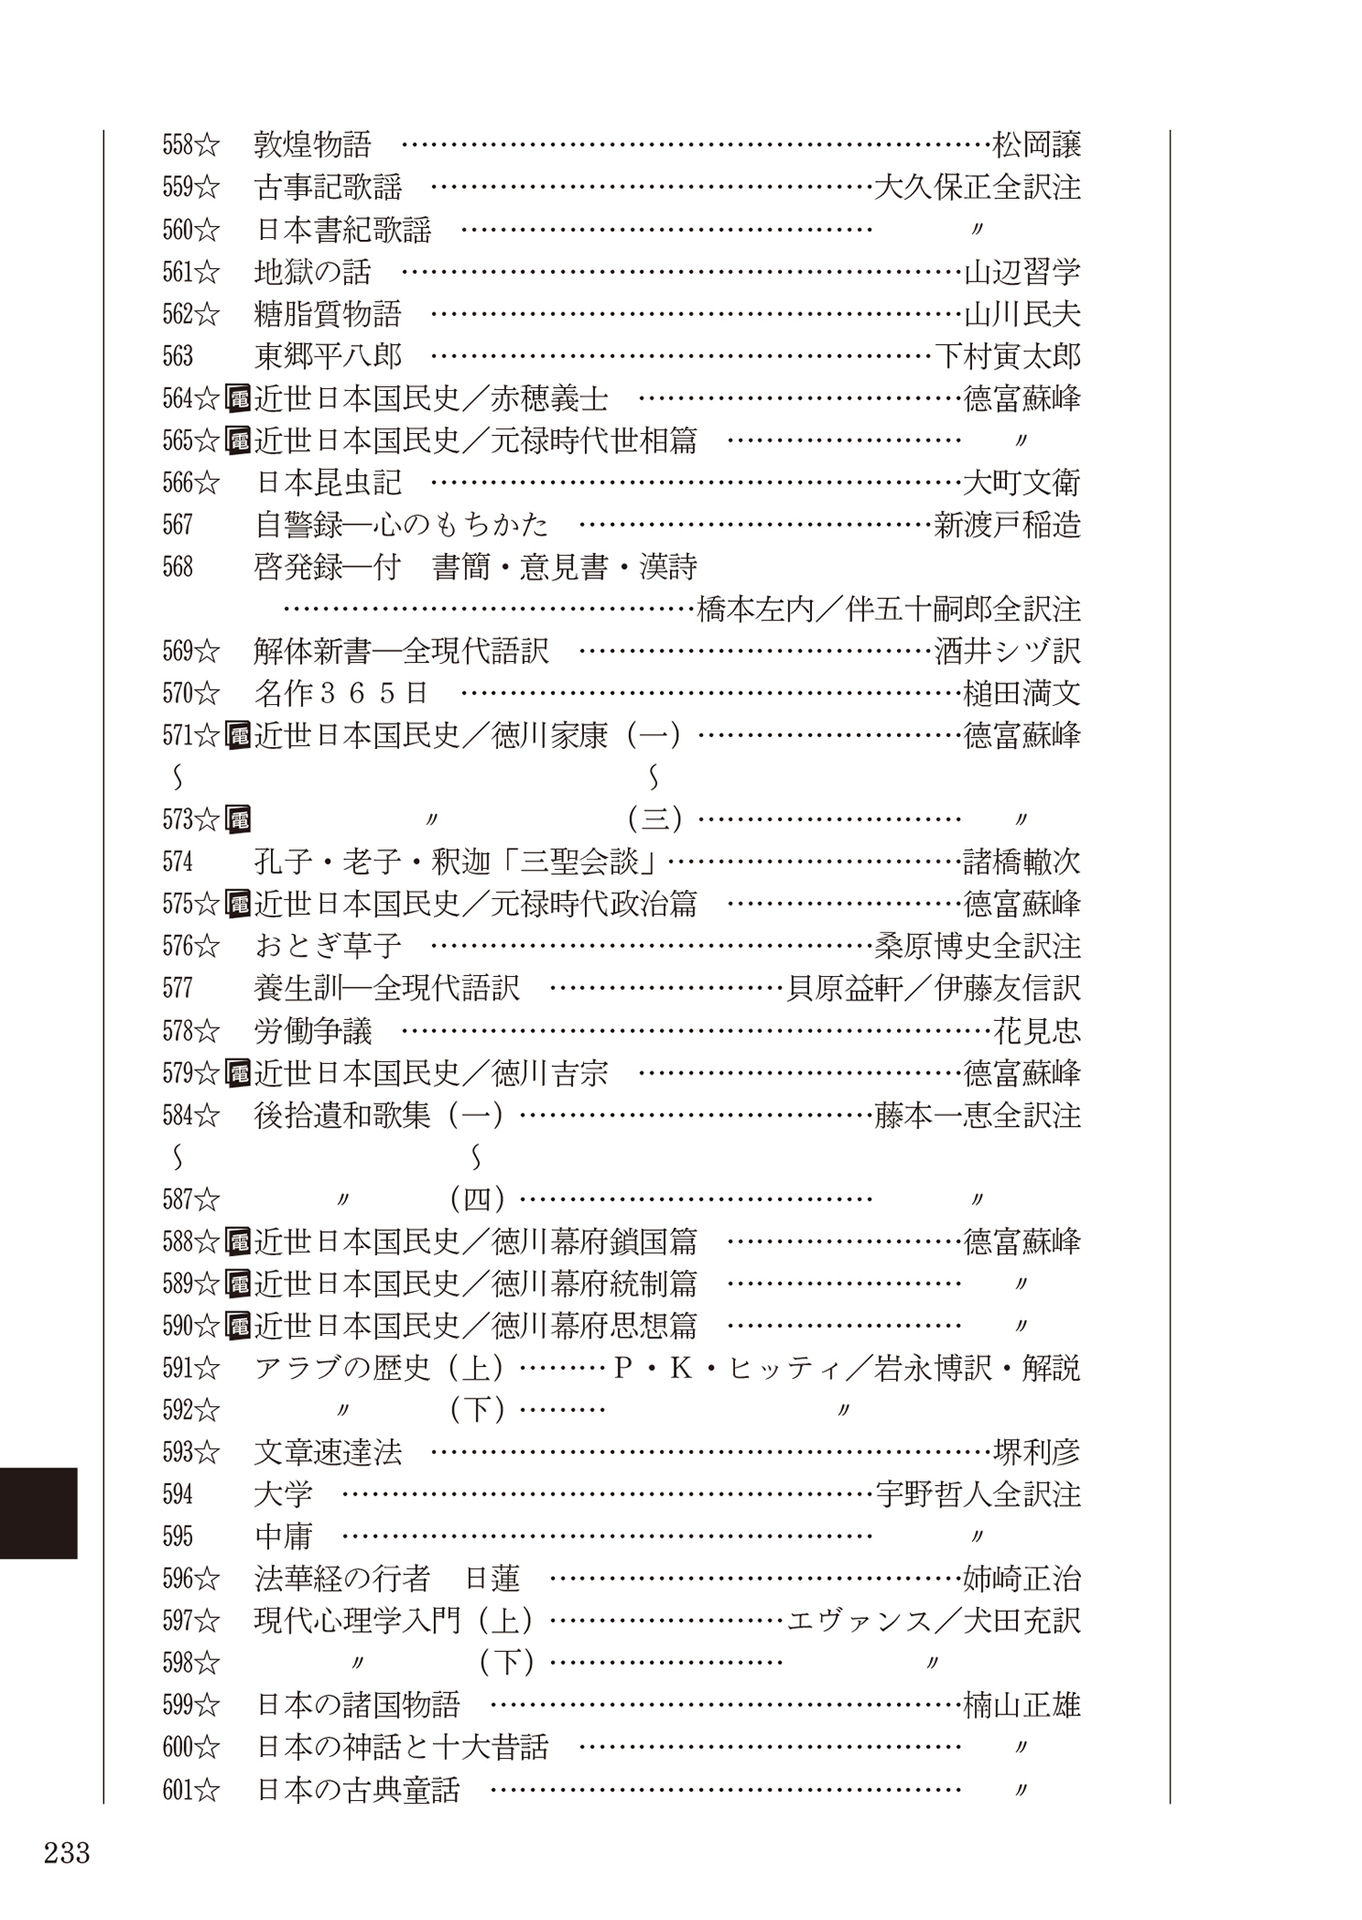 558☆　敦煌物語　…………………………………………………………松岡譲
559☆　古事記歌謡　………………………………………大久保正全訳注
560☆　日本書紀歌謡　……………………………………　〃
561☆　地獄の話　…………………………………………………山辺習学
562☆　糖脂質物語　………………………………………………山川民夫
563　東郷平八郎　……………………………………………下村寅太郎
564☆電近世日本国民史／赤穂義士　……………………………德富蘇峰
565☆電近世日本国民史／元禄時代世相篇　……………………　〃
566☆　日本昆虫記　………………………………………………大町文衛
567　自警録―心のもちかた　………………………………新渡戸稲造
568　啓発録―付　書簡・意見書・漢詩
……………………………………橋本左内／伴五十嗣郎全訳注
569☆　解体新書―全現代語訳　………………………………酒井シヅ訳
570☆　名作３６５日　……………………………………………槌田満文
571☆電近世日本国民史／徳川家康（一）………………………德富蘇峰
〜　〜
573☆電　〃　（三）………………………　〃
574　孔子・老子・釈迦「三聖会談」…………………………諸橋轍次
575☆電近世日本国民史／元禄時代政治篇　……………………德富蘇峰
576☆　おとぎ草子　………………………………………桑原博史全訳注
577　養生訓―全現代語訳　……………………貝原益軒／伊藤友信訳
578☆　労働争議　……………………………………………………花見忠
579☆電近世日本国民史／徳川吉宗　……………………………德富蘇峰
584☆　後拾遺和歌集（一）………………………………藤本一恵全訳注
〜　〜
587☆　〃　（四）………………………………　〃
588☆電近世日本国民史／徳川幕府鎖国篇　……………………德富蘇峰
589☆電近世日本国民史／徳川幕府統制篇　……………………　〃
590☆電近世日本国民史／徳川幕府思想篇　……………………　〃
591☆　アラブの歴史（上）………Ｐ・Ｋ・ヒッティ／岩永博訳・解説
592☆　〃　（下）………　〃
593☆　文章速達法　…………………………………………………堺利彦
594　大学　………………………………………………宇野哲人全訳注
595　中庸　………………………………………………　〃
596☆　法華経の行者　日蓮　……………………………………姉崎正治
597☆　現代心理学入門（上）……………………エヴァンス／犬田充訳
598☆　〃　（下）……………………　〃
599☆　日本の諸国物語　…………………………………………楠山正雄
600☆　日本の神話と十大昔話　…………………………………　〃
601☆　日本の古典童話　…………………………………………　〃
233